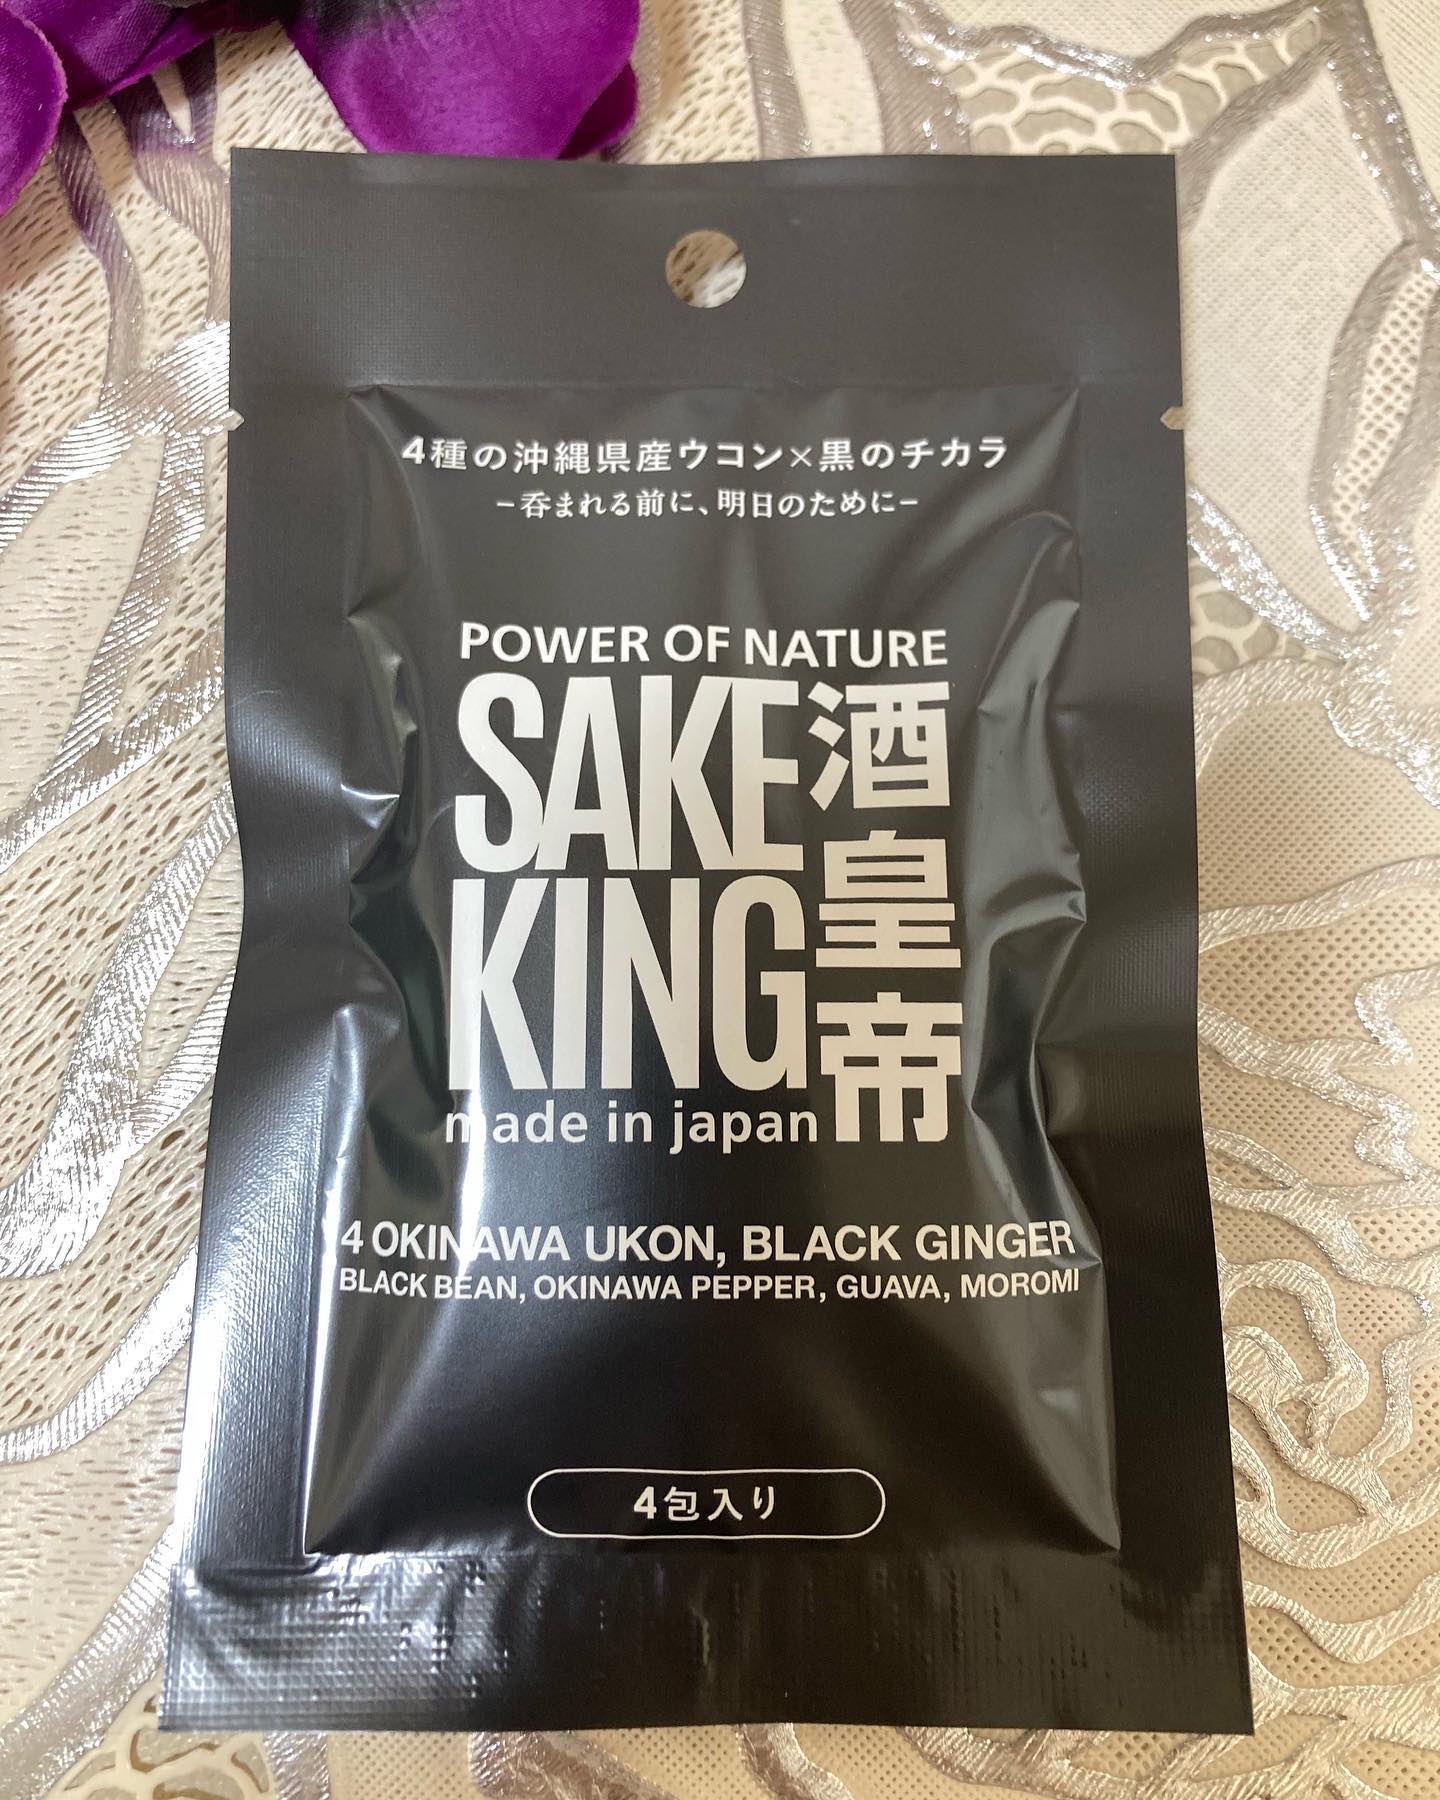 4種の沖縄県産ウコン×黒のチカラ
−呑まれる前に、明日のために−
POWER OF NATURE
SAKE
KING
酒皇帝
made in japan
4 OKINAWA UKON, BLACK GINGER
BLACK BEAN, OKINAWA PEPPER, GUAVA, MOROMI
4包入り